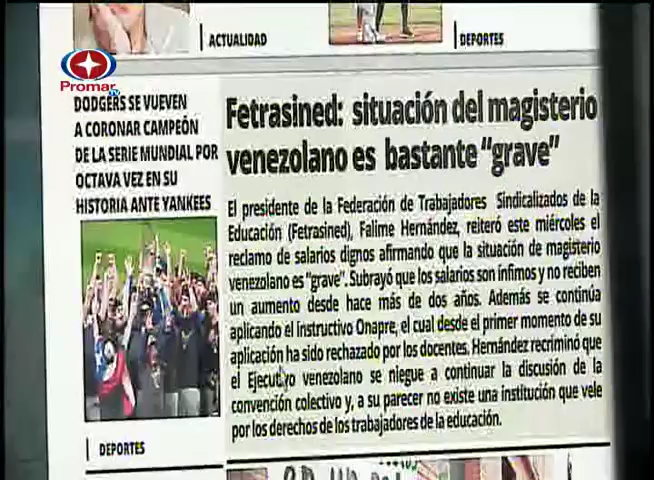 ACTUALIDAD
DEPORTES
Promar
TV
DODGERS SE VUEVEN
A CORONAR CAMPEÓN
DE LA SERIE MUNDIAL POR
OCTAVA VEZ EN SU
HISTORIA ANTE YANKEES
DEPORTES
Fetrasined: situación del magisterio
venezolano es bastante "grave"
El presidente de la Federación de Trabajadores Sindicalizados de la
Educación (Fetrasined), Falime Hernández, reiteró este miércoles el
reclamo de salarios dignos afirmando que la situación de magisterio
venezolano es "grave". Subrayó que los salarios son ínfimos y no reciben
un aumento desde hace más de dos años. Además se continúa
aplicando el instructivo Onapre, el cual desde el primer momento de su
aplicación ha sido rechazado por los docentes. Hernández recriminó que
el Ejecutivo venezolano se niegue a continuar la discusión de la
convención colectivo y, a su parecer no existe una institución que vele
por los derechos de los trabajadores de la educación.